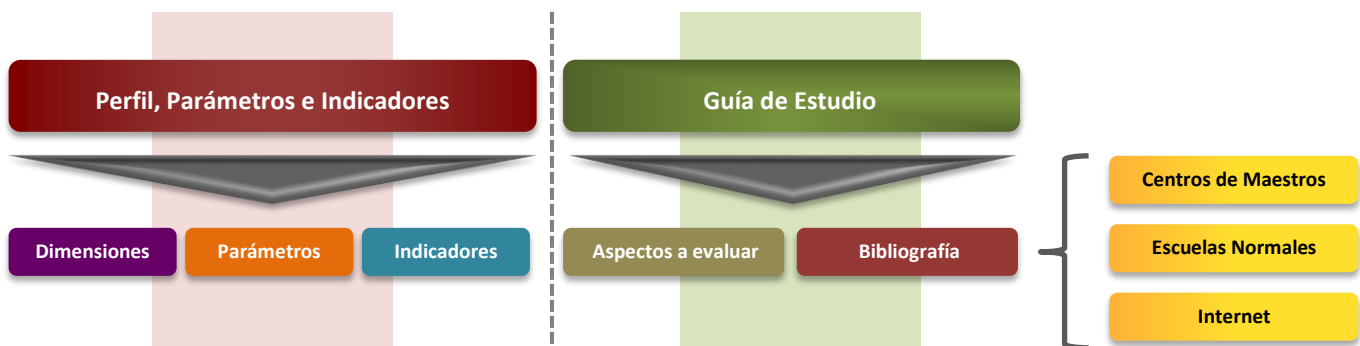 Perfil, Parámetros e Indicadores
Guía de Estudio
Dimensiones
Parámetros
Indicadores
Aspectos a evaluar
Bibliografía
Centros de Maestros
Escuelas Normales
Internet